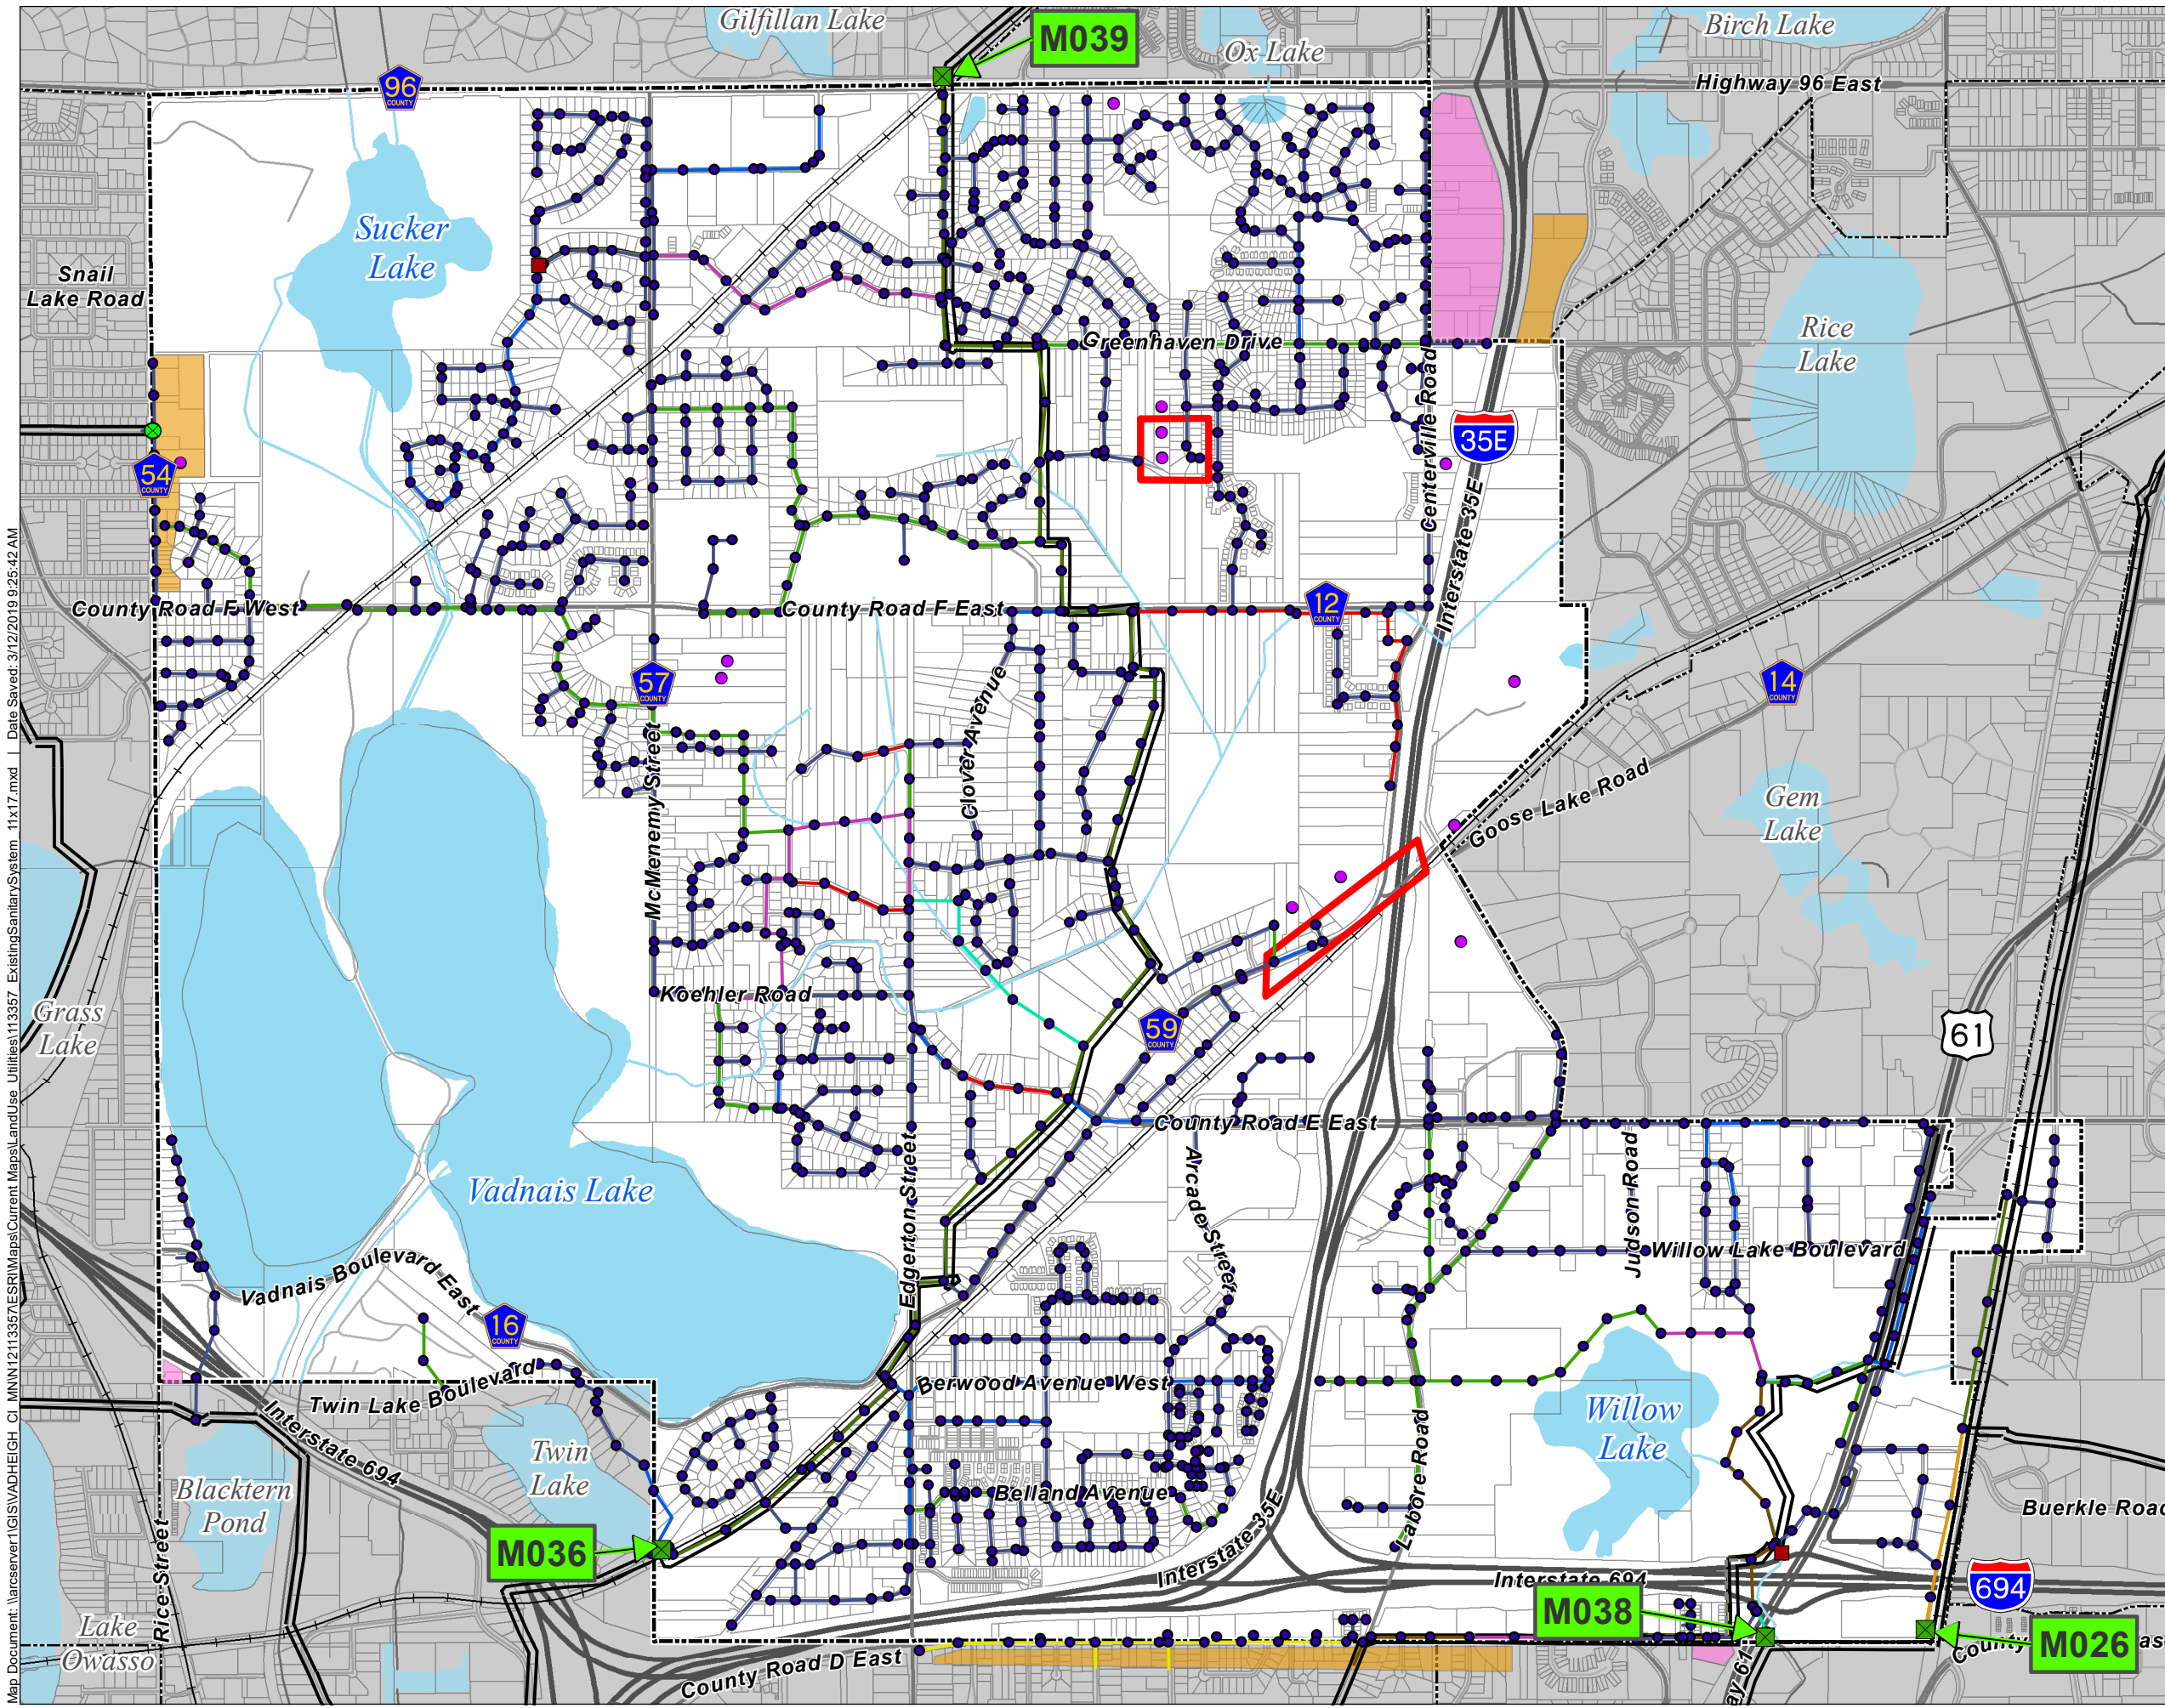 Gilfillan Lake
M039
Ox Lake
Birch Lake
Highway 96 East
96
COUNTY
Sucker
Lake
Snail
Lake Road
Rice
Lake
Greenhaven Drive
Centerville Road
35E
Interstate 35E
54
COUNTY
County Road F West
County Road F East
12
COUNTY
57
COUNTY
14
COUNTY
McMenemy Street
Clover Avenue
Goose Lake Road
Gem
Lake
Grass
Lake
Koehler Road
59
COUNTY
61
County Road E East
Vadnais Lake
Edgerton Street
Arcade Street
Judson Road
Willow Lake Boulevard
Vadnais Boulevard East
16
COUNTY
Twin Lake Boulevard
Berwood Avenue West
Interstate 694
Twin
Lake
Willow
Lake
Blacktern
Pond
Belland Avenue
Labore Road
Buerkle Road
M036
Interstate 35E
Interstate 694
694
Rice Street
M038
M026
Lake
Owasso
County Road D East
County
as
ay 61
Map Document: \\arcserver1\GIS\VADHEIGH_CI_MN\N12113357\ESRI\Maps\Current Maps\LandUse_Utilities\113357_ExistingSanitarySystem_11x17.mxd | Date Saved: 3/12/2019 9:25:42 AM